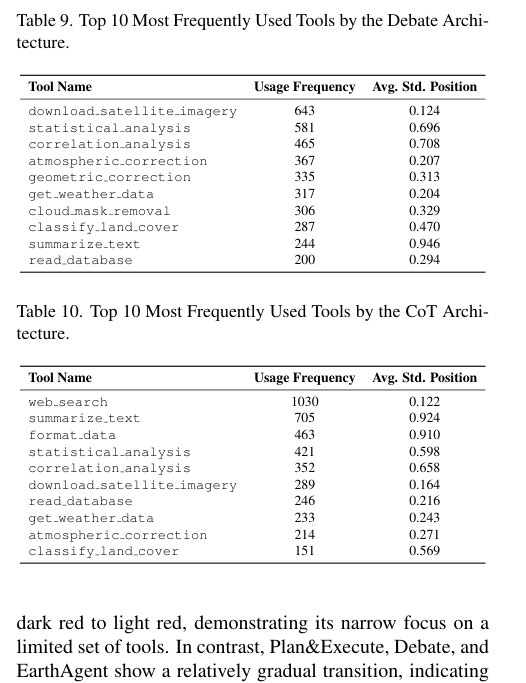 Table 9. Top 10 Most Frequently Used Tools by the Debate Archi-
tecture.
Tool Name Usage Frequency Avg. Std. Position
download_satellite_imagery 643 0.124
statistical_analysis 581 0.696
correlation_analysis 465 0.708
atmospheric_correction 367 0.207
geometric_correction 335 0.313
get_weather_data 317 0.204
cloud_mask_removal 306 0.329
classify_land_cover 287 0.470
summarize_text 244 0.946
read_database 200 0.294
Table 10. Top 10 Most Frequently Used Tools by the CoT Archi-
tecture.
Tool Name Usage Frequency Avg. Std. Position
web_search 1030 0.122
summarize_text 705 0.924
format_data 463 0.910
statistical_analysis 421 0.598
correlation_analysis 352 0.658
download_satellite_imagery 289 0.164
read_database 246 0.216
get_weather_data 233 0.243
atmospheric_correction 214 0.271
classify_land_cover 151 0.569
dark red to light red, demonstrating its narrow focus on a
limited set of tools. In contrast, Plan&Execute, Debate, and
EarthAgent show a relatively gradual transition, indicating